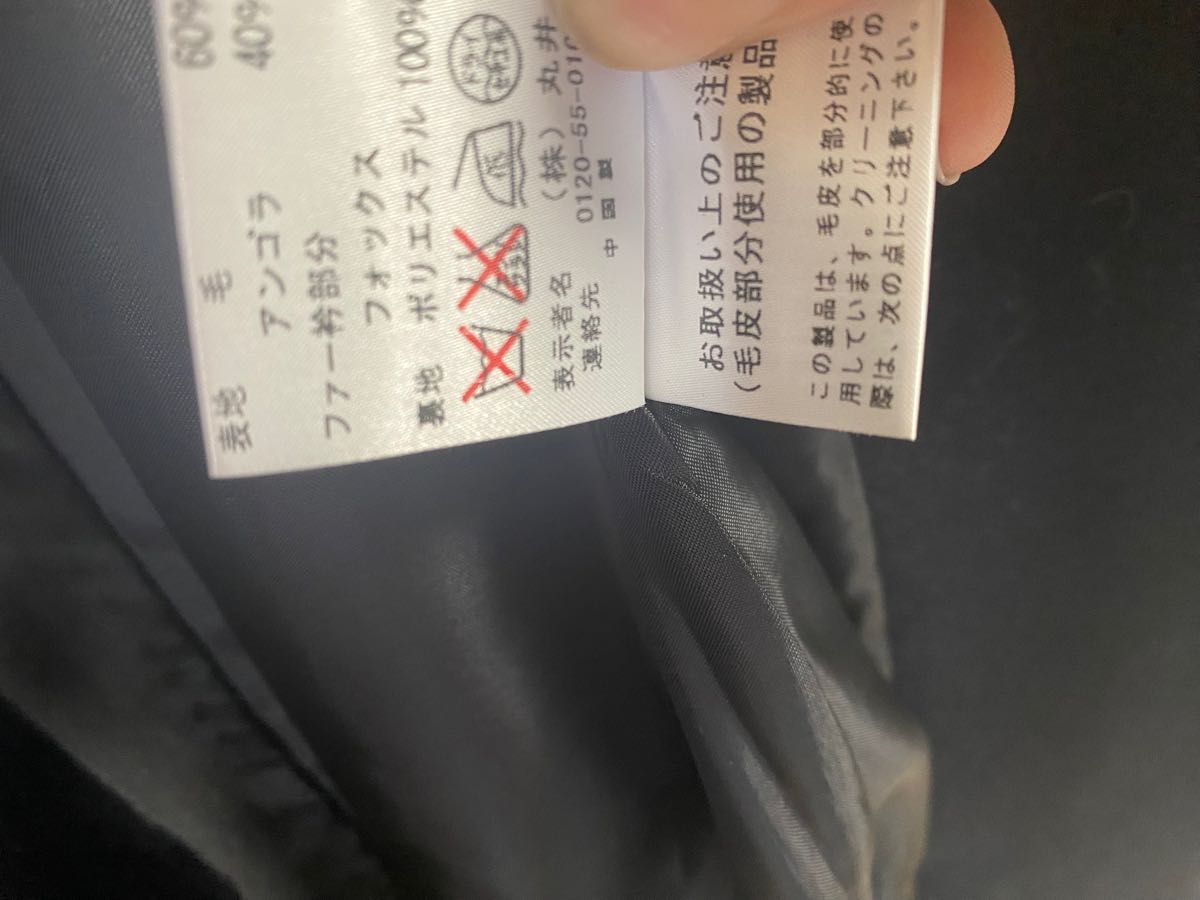 表地 毛 60%
アンゴラ 40%
ファー衿部分
フォックス
裏地 ポリエステル 100%
ドライ
表示者名 (株) 丸井
連絡先 0120-55-010
中国製
お取扱い上のご注意
(毛皮部分使用の製品
この製品は、毛皮を部分的に使
用しています。クリーニングの
際は、次の点にご注意下さい。